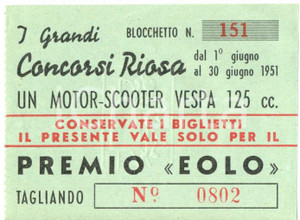 I Grandi
Concorsi Riosa
BLOCCHETTO N. 151
dal 1° giugno
al 30 giugno 1951
UN MOTOR-SCOOTER VESPA 125 cc.
CONSERVATE I BIGLIETTI
IL PRESENTE VALE SOLO PER IL
PREMIO «EOLO»
TAGLIANDO Nº 0802